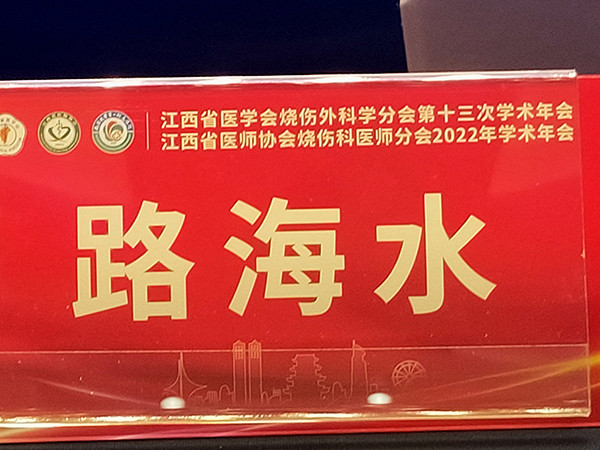 江西省医学会烧伤外科学分会第十三次学术年会
江西省医师协会烧伤科医师分会2022年学术年会
路海水